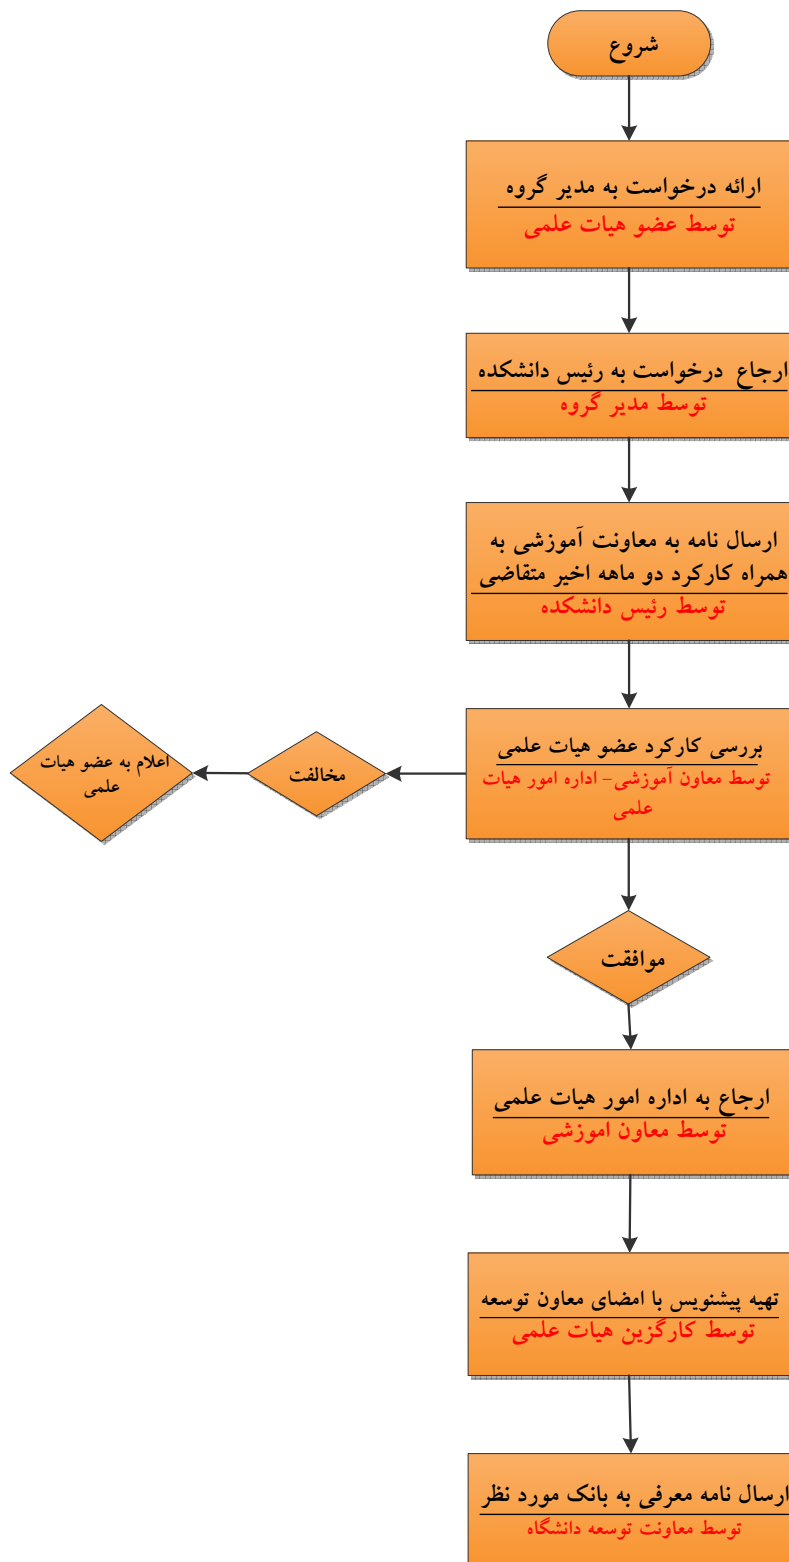 شروع
ارائه درخواست به مدیر گروه
توسط عضو هیات علمی
ارجاع درخواست به رئیس دانشکده
توسط مدیر گروه
ارسال نامه به معاونت آموزشی به
همراه کارکرد دو ماهه اخیر متقاضی
توسط رئیس دانشکده
بررسی کارکرد عضو هیات علمی
توسط معاون آموزشی- اداره امور هیات
علمی
مخالفت
اعلام به عضو هیات
علمی
موافقت
ارجاع به اداره امور هیات علمی
توسط معاون اموزشی
تهیه پیشنویس با امضای معاون توسعه
توسط کارگزین هیات علمی
ارسال نامه معرفی به بانک مورد نظر
توسط معاونت توسعه دانشگاه